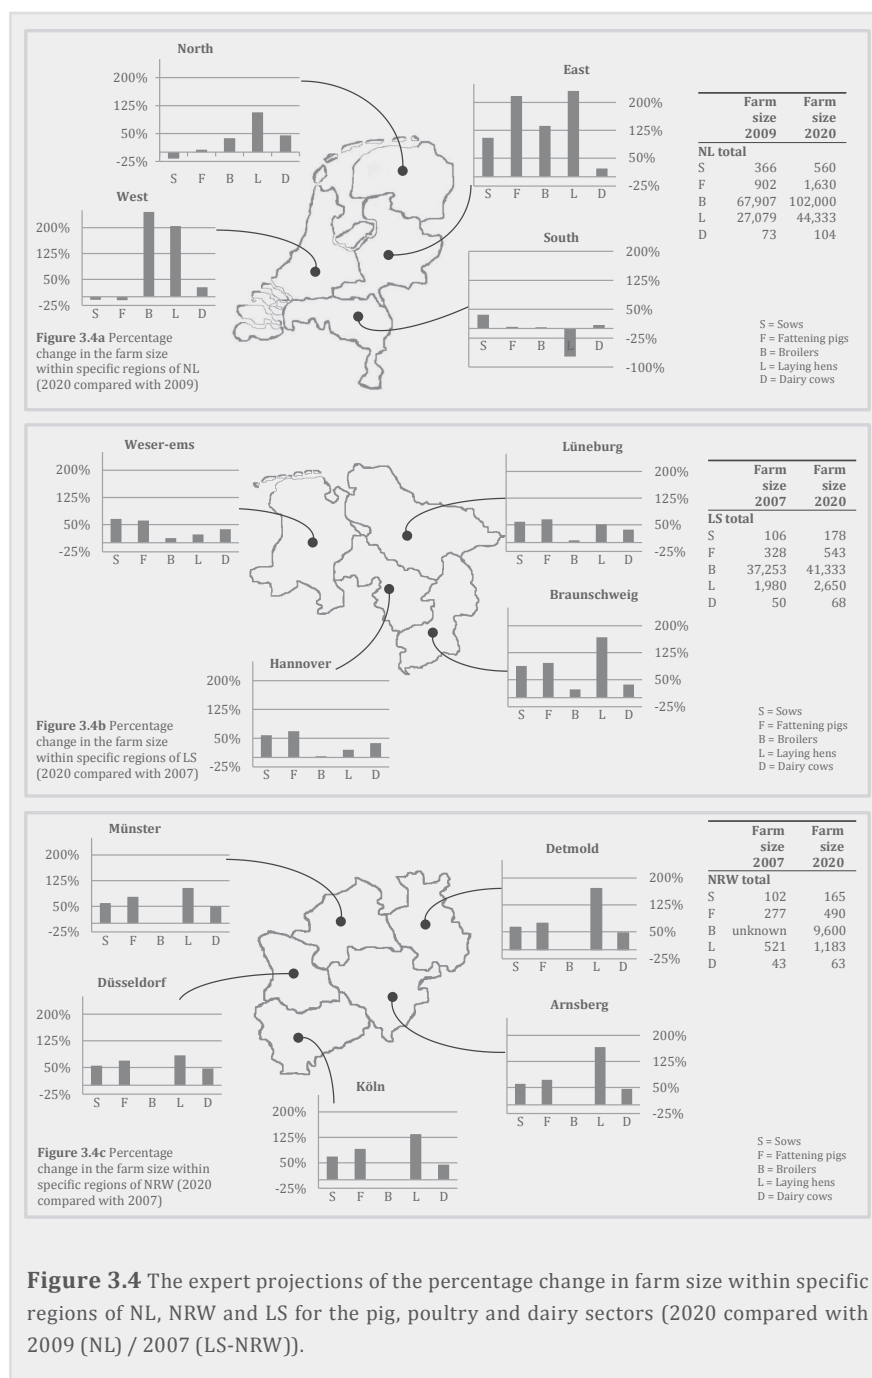 North
200%
125%
50%
-25%
S F B L D
East
200%
125%
50%
-25%
S F B L D
Farm size 2009 Farm size 2020
NL total
S 366 560
F 902 1,630
B 67,907 102,000
L 27,079 44,333
D 73 104
West
200%
125%
50%
-25%
S F B L D
South
200%
125%
50%
-25%
-100%
S F B L D
Figure 3.4a Percentage
change in the farm size
within specific regions of NL
(2020 compared with 2009)
S = Sows
F = Fattening pigs
B = Broilers
L = Laying hens
D = Dairy cows
Weser-ems
200%
125%
50%
-25%
S F B L D
Lüneburg
200%
125%
50%
-25%
S F B L D
Farm size 2007 Farm size 2020
LS total
S 106 178
F 328 543
B 37,253 41,333
L 1,980 2,650
D 50 68
Braunschweig
200%
125%
50%
-25%
S F B L D
Hannover
200%
125%
50%
-25%
S F B L D
Figure 3.4b Percentage
change in the farm size
within specific regions of LS
(2020 compared with 2007)
S = Sows
F = Fattening pigs
B = Broilers
L = Laying hens
D = Dairy cows
Münster
200%
125%
50%
-25%
S F B L D
Detmold
200%
125%
50%
-25%
S F B L D
Farm size 2007 Farm size 2020
NRW total
S 102 165
F 277 490
B unknown 9,600
L 521 1,183
D 43 63
Düsseldorf
200%
125%
50%
-25%
S F B L D
Arnsberg
200%
125%
50%
-25%
S F B L D
Köln
200%
125%
50%
-25%
S F B L D
Figure 3.4c Percentage
change in the farm size within
specific regions of NRW (2020
compared with 2007)
S = Sows
F = Fattening pigs
B = Broilers
L = Laying hens
D = Dairy cows
Figure 3.4 The expert projections of the percentage change in farm size within specific
regions of NL, NRW and LS for the pig, poultry and dairy sectors (2020 compared with
2009 (NL) / 2007 (LS-NRW)).